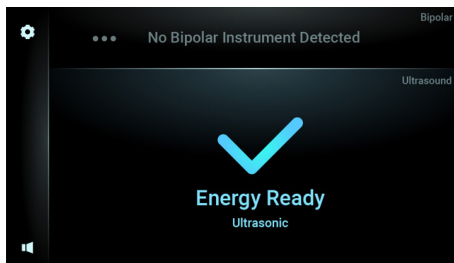 Bipolar
No Bipolar Instrument Detected
Ultrasound
Energy Ready
Ultrasonic